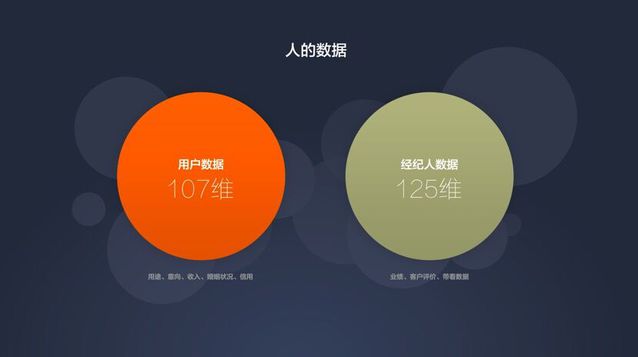 人的数据
用户数据
107维
经纪人数据
125维
用途、意向、收入、婚姻状况、信用
业绩、客户评价、带看数据